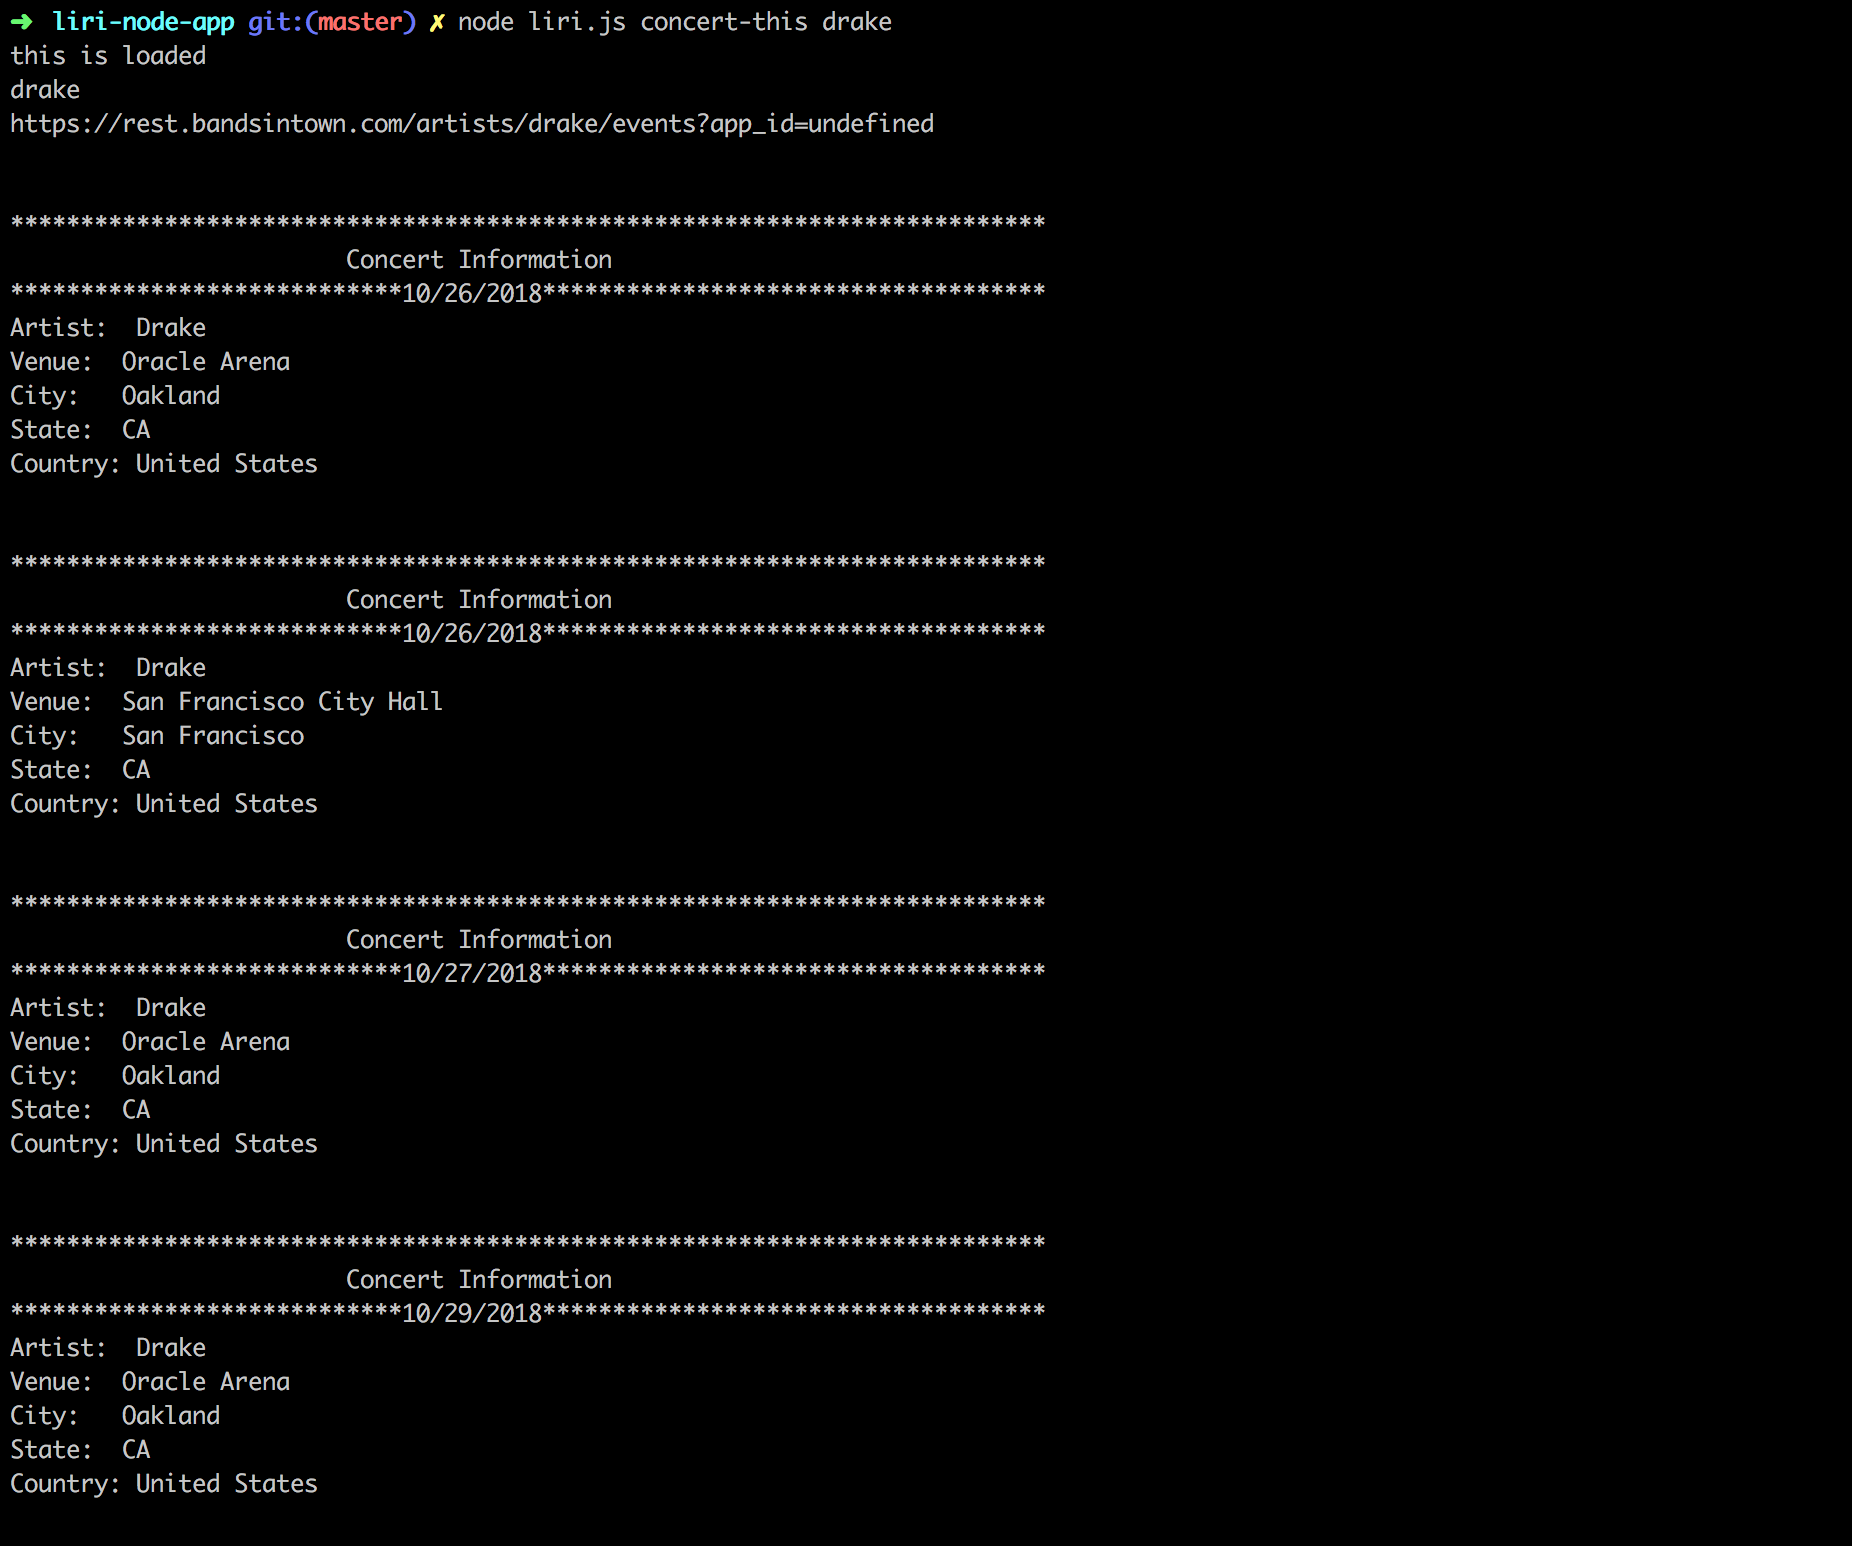 ➜  liri-node-app git:(master) ✗ node liri.js concert-this drake
this is loaded
drake
https://rest.bandsintown.com/artists/drake/events?app_id=undefined
**************************************************************************
                        Concert Information
****************************10/26/2018************************************
Artist:  Drake
Venue:  Oracle Arena
City:   Oakland
State:  CA
Country: United States
**************************************************************************
                        Concert Information
****************************10/26/2018************************************
Artist:  Drake
Venue:  San Francisco City Hall
City:   San Francisco
State:  CA
Country: United States
**************************************************************************
                        Concert Information
****************************10/27/2018************************************
Artist:  Drake
Venue:  Oracle Arena
City:   Oakland
State:  CA
Country: United States
**************************************************************************
                        Concert Information
****************************10/29/2018************************************
Artist:  Drake
Venue:  Oracle Arena
City:   Oakland
State:  CA
Country: United States